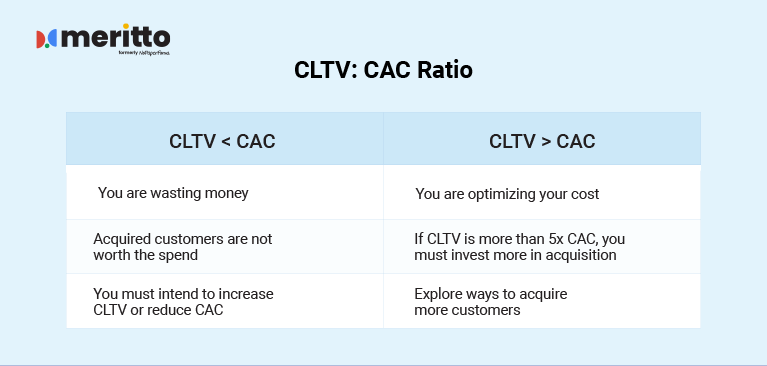 meritto
formerly NoPaperForms.
CLTV: CAC Ratio
CLTV < CAC
CLTV > CAC
You are wasting money
You are optimizing your cost
Acquired customers are not
worth the spend
If CLTV is more than 5x CAC, you
must invest more in acquisition
You must intend to increase
CLTV or reduce CAC
Explore ways to acquire
more customers